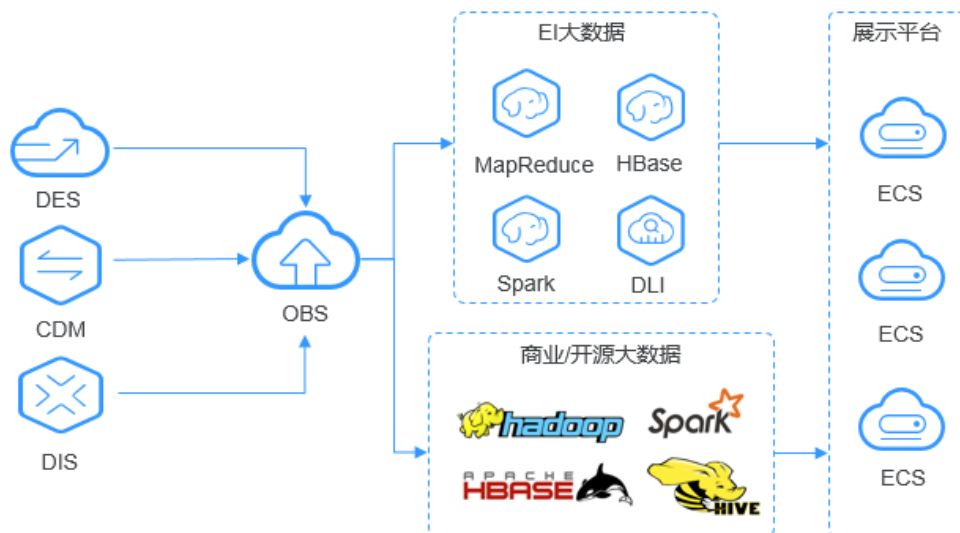 EI大数据
展示平台
MapReduce
HBase
DES
ECS
Spark
DLI
CDM
OBS
ECS
商业/开源大数据
hadoop
Spark
DIS
APACHE
HBASE
HIVE
ECS